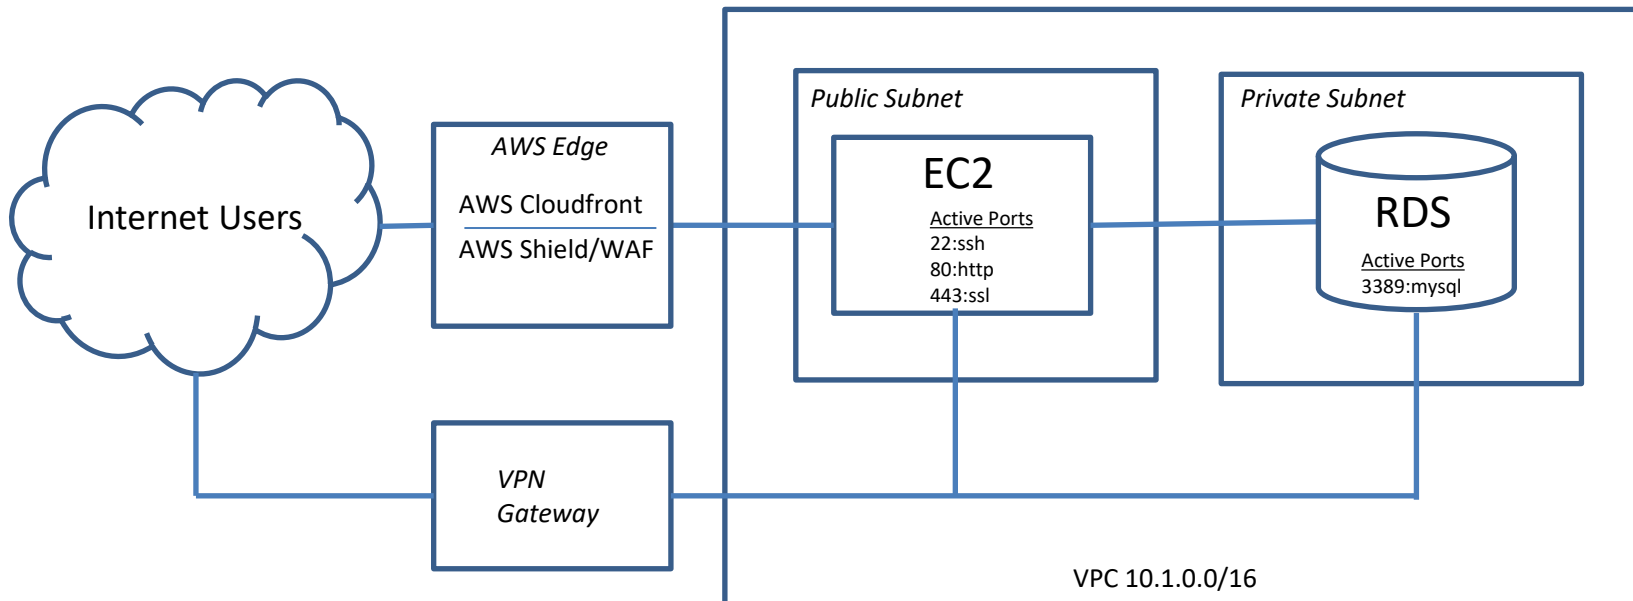 Internet Users
AWS Edge
AWS Cloudfront
AWS Shield/WAF
VPN
Gateway
Public Subnet
EC2
Active Ports
22:ssh
80:http
443:ssl
Private Subnet
RDS
Active Ports
3389:mysql
VPC 10.1.0.0/16